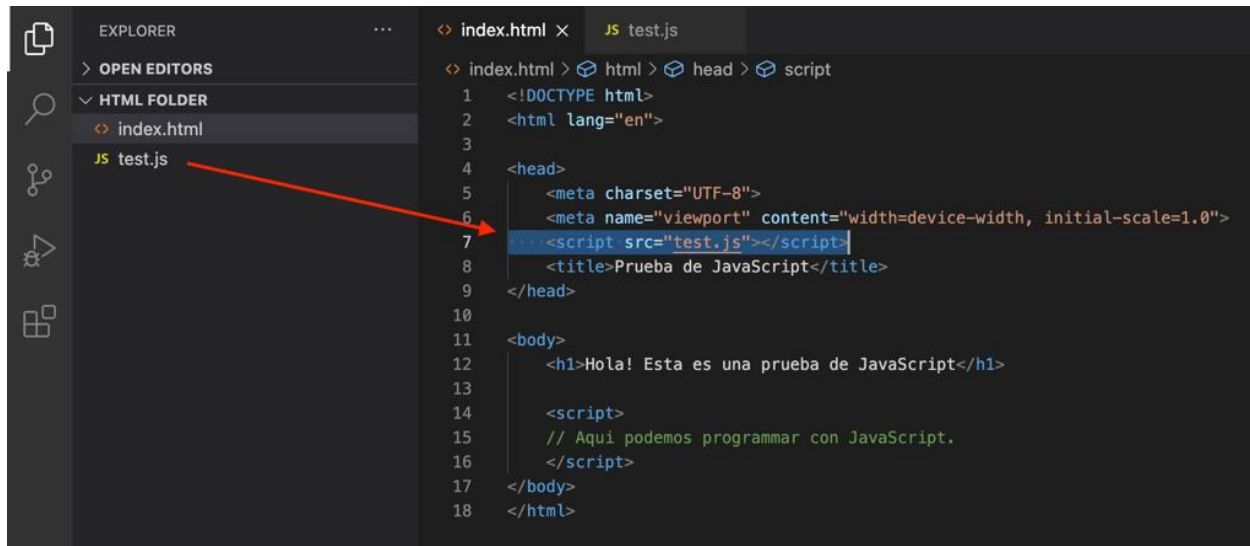 EXPLORER ...
OPEN EDITORS
HTML FOLDER
index.html
JS test.js
index.html × JS test.js
index.html > html > head > script
1 <!DOCTYPE html>
2 <html lang="en">
3
4 <head>
5 <meta charset="UTF-8">
6 <meta name="viewport" content="width=device-width, initial-scale=1.0">
7 ····<script·src="test.js"></script>
8 <title>Prueba de JavaScript</title>
9 </head>
10
11 <body>
12 <h1>Hola! Esta es una prueba de JavaScript</h1>
13
14 <script>
15 // Aqui podemos programar con JavaScript.
16 </script>
17 </body>
18 </html>